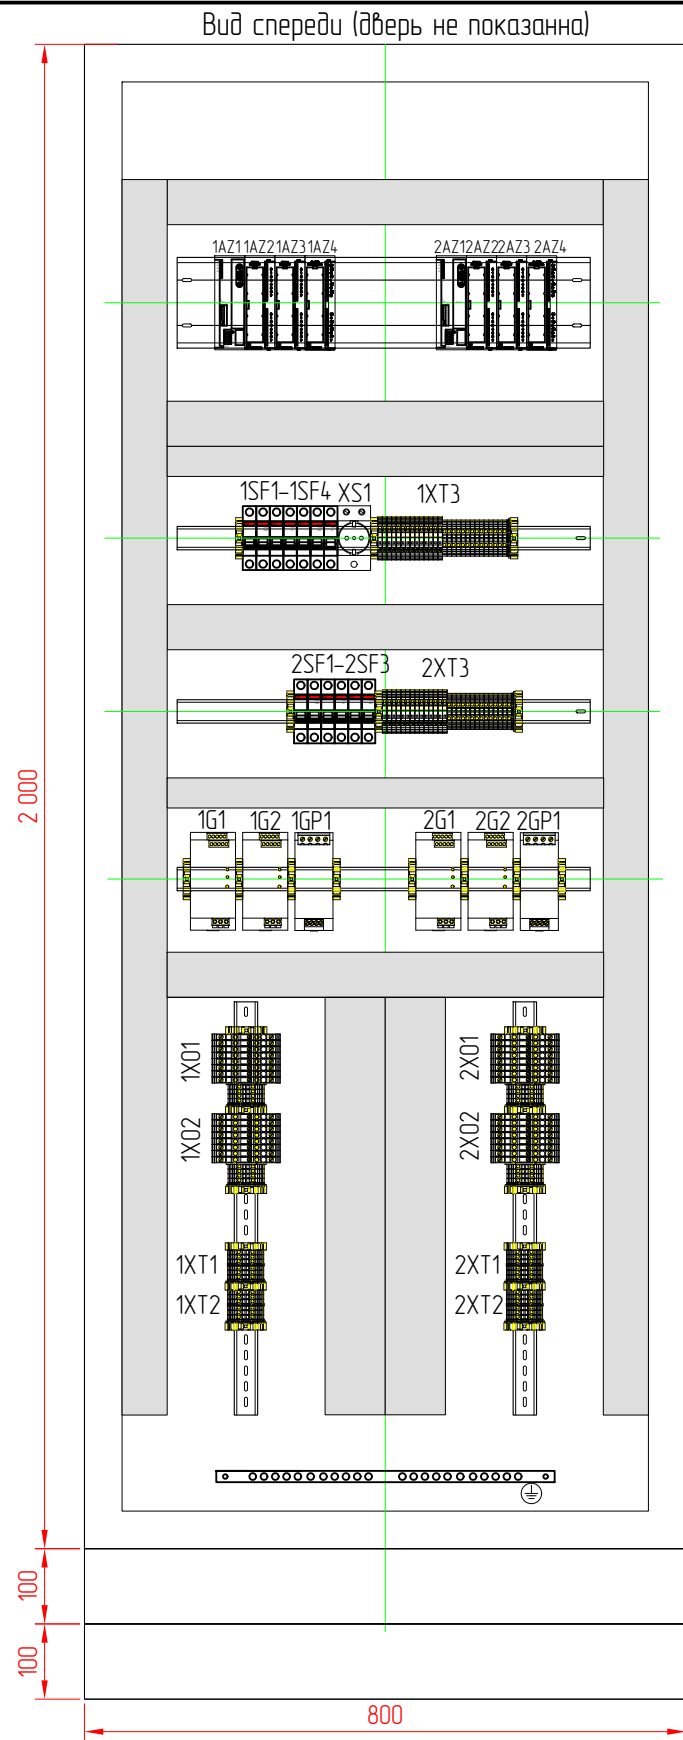 Вид спереди (дверь не показанна)
1AZ1 1AZ2 1AZ3 1AZ4
2AZ1 2AZ2 2AZ3 2AZ4
1SF1-1SF4 XS1 1XT3
2SF1-2SF3 2XT3
2 000
1G1 1G2 1GP1 2G1 2G2 2GP1
1X01
2X01
1X02
2X02
1XT1
2XT1
1XT2
2XT2
100
100
800